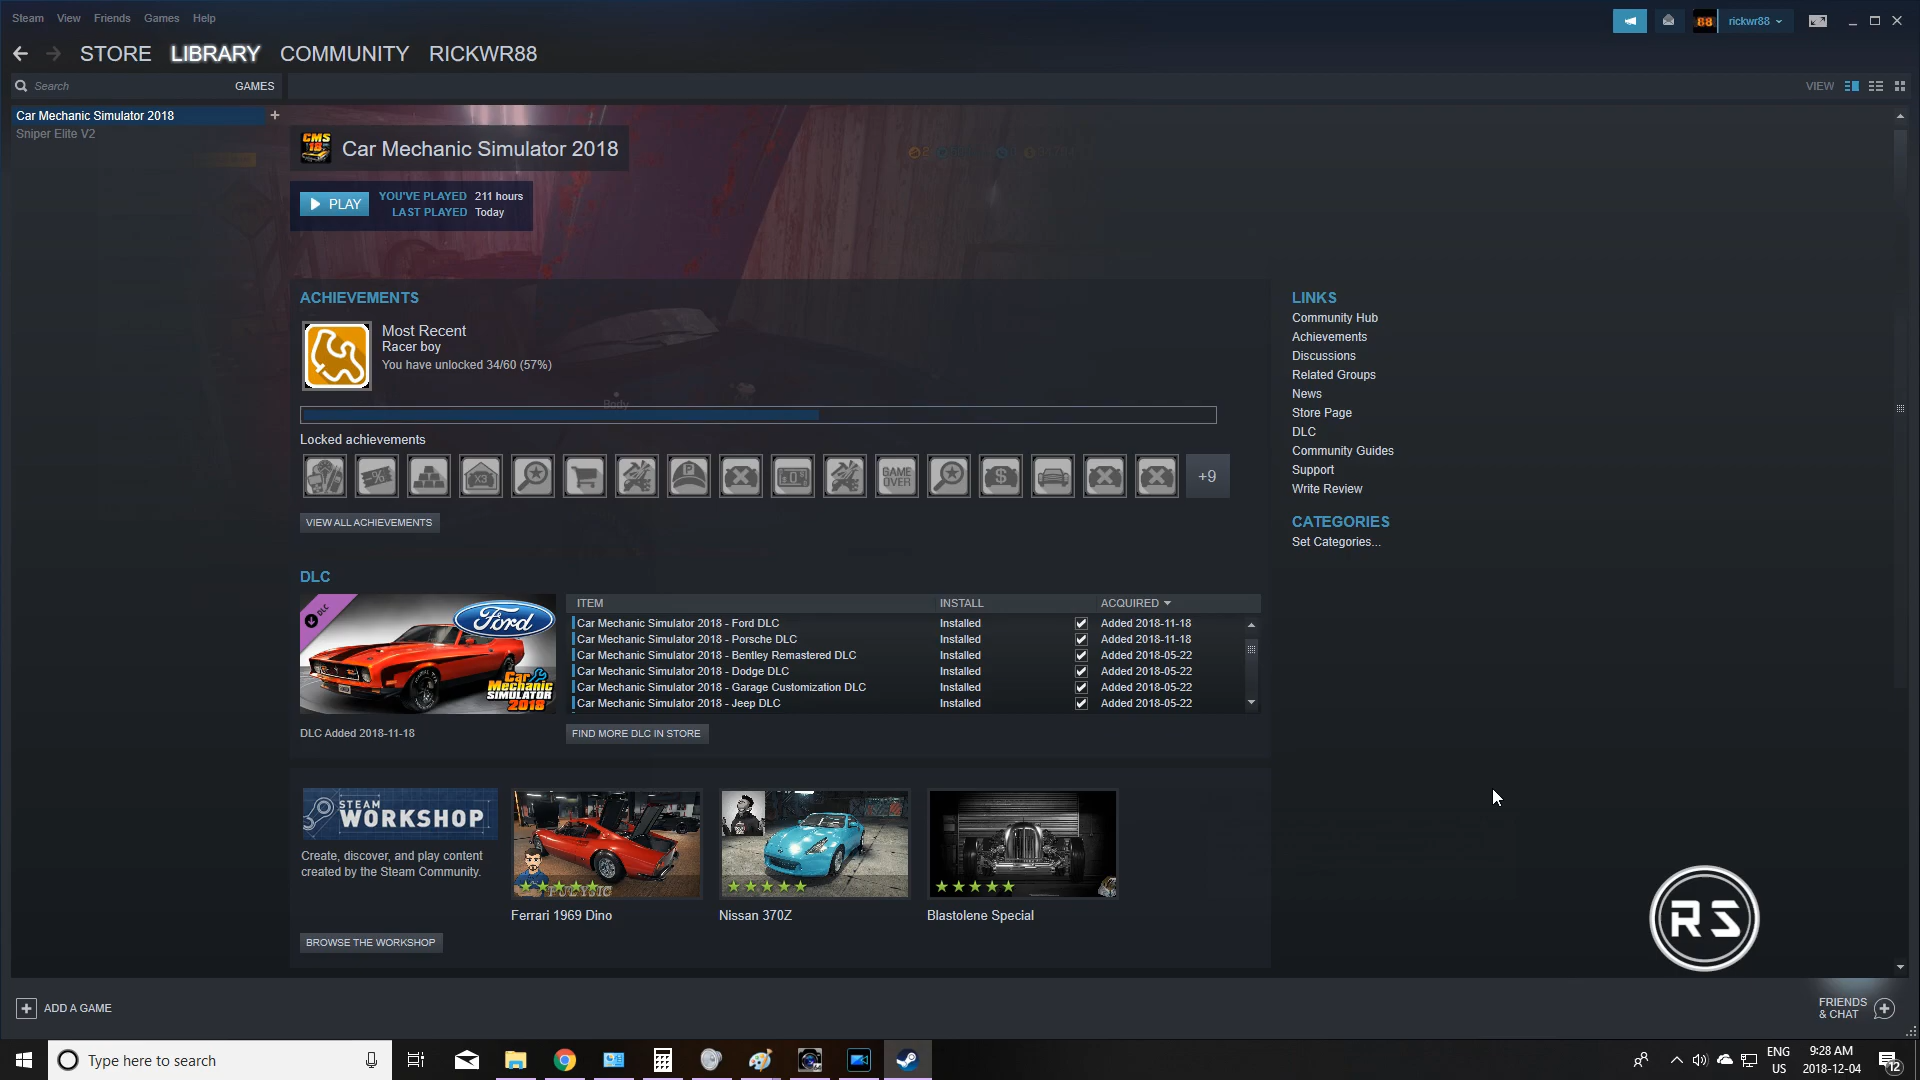 Steam View Friends Games Help
88 rickwr88
STORE LIBRARY COMMUNITY RICKWR88
Search GAMES
VIEW
Car Mechanic Simulator 2018
Sniper Elite V2
CMS 18 Car Mechanic Simulator 2018
PLAY
YOU'VE PLAYED 211 hours
LAST PLAYED Today
ACHIEVEMENTS
Most Recent
Racer boy
You have unlocked 34/60 (57%)
Body
Locked achievements
% X3 P GAME OVER $ +9
VIEW ALL ACHIEVEMENTS
DLC
DLC
Ford
Car Mechanic Simulator 2018
DLC Added 2018-11-18
ITEM INSTALL ACQUIRED
Car Mechanic Simulator 2018 - Ford DLC Installed Added 2018-11-18
Car Mechanic Simulator 2018 - Porsche DLC Installed Added 2018-11-18
Car Mechanic Simulator 2018 - Bentley Remastered DLC Installed Added 2018-05-22
Car Mechanic Simulator 2018 - Dodge DLC Installed Added 2018-05-22
Car Mechanic Simulator 2018 - Garage Customization DLC Installed Added 2018-05-22
Car Mechanic Simulator 2018 - Jeep DLC Installed Added 2018-05-22
FIND MORE DLC IN STORE
STEAM WORKSHOP
Create, discover, and play content
created by the Steam Community.
BROWSE THE WORKSHOP
Ferrari 1969 Dino
Nissan 370Z
Blastolene Special
LINKS
Community Hub
Achievements
Discussions
Related Groups
News
Store Page
DLC
Community Guides
Support
Write Review
CATEGORIES
Set Categories...
RS
ADD A GAME
FRIENDS
& CHAT
Type here to search
ENG
US
9:28 AM
2018-12-04
12